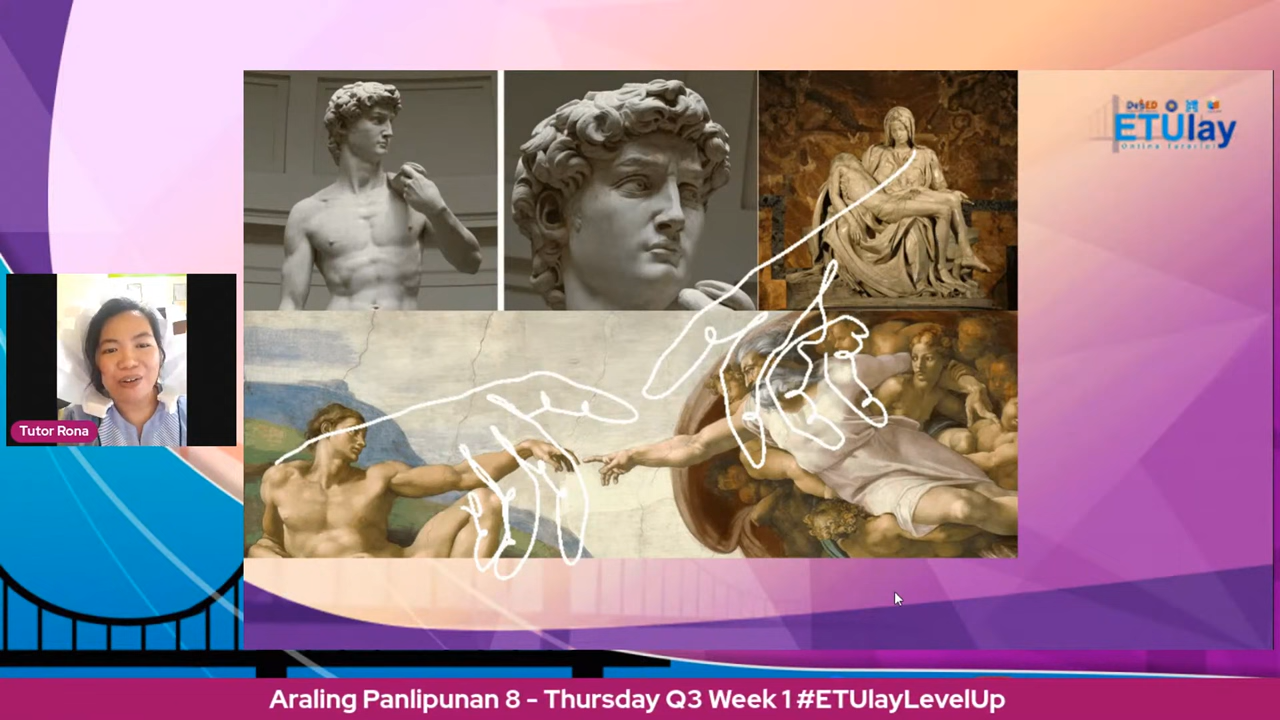 DepED
ETUlay
Online Tutorial
Tutor Rona
Araling Panlipunan 8 - Thursday Q3 Week 1 #ETUlayLevelUp